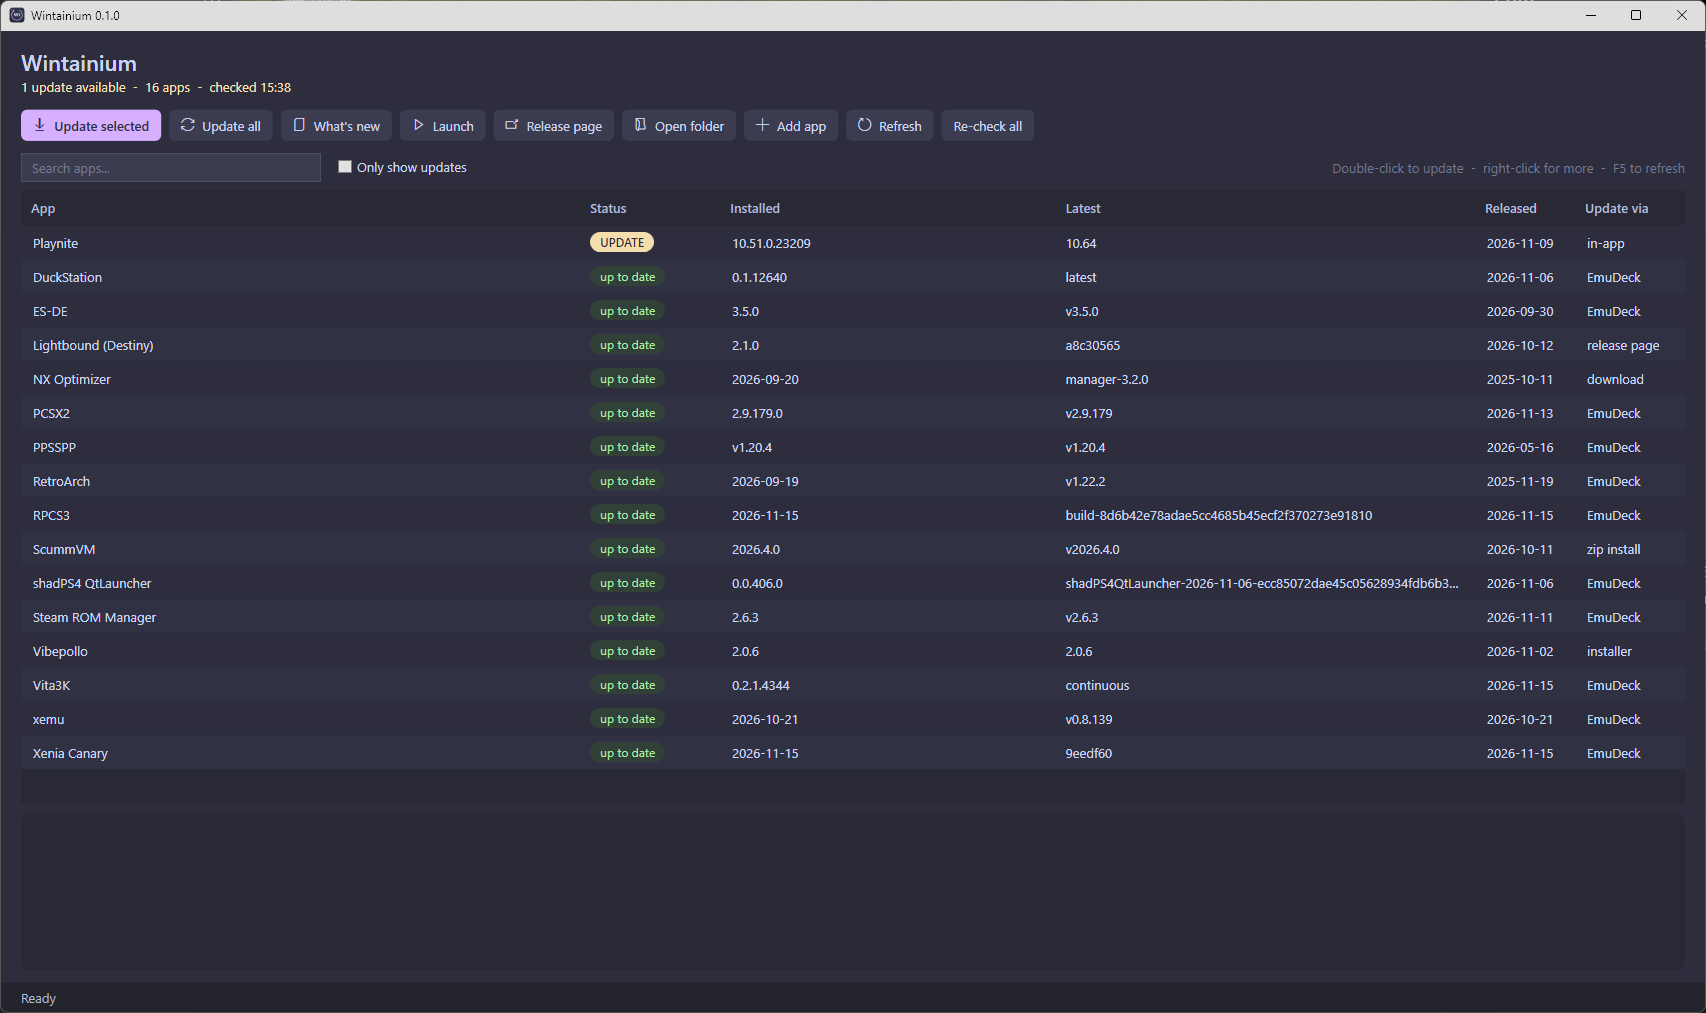 Wintainium 0.1.0
Wintainium
1 update available - 16 apps - checked 15:38
Update selected Update all What's new Launch Release page Open folder Add app Refresh Re-check all
Search apps... Only show updates Double-click to update - right-click for more - F5 to refresh
App Status Installed Latest Released Update via
Playnite UPDATE 10.51.0.23209 10.64 2026-11-09 in-app
DuckStation up to date 0.1.12640 latest 2026-11-06 EmuDeck
ES-DE up to date 3.5.0 v3.5.0 2026-09-30 EmuDeck
Lightbound (Destiny) up to date 2.1.0 a8c30565 2026-10-12 release page
NX Optimizer up to date 2026-09-20 manager-3.2.0 2025-10-11 download
PCSX2 up to date 2.9.179.0 v2.9.179 2026-11-13 EmuDeck
PPSSPP up to date v1.20.4 v1.20.4 2026-05-16 EmuDeck
RetroArch up to date 2026-09-19 v1.22.2 2025-11-19 EmuDeck
RPCS3 up to date 2026-11-15 build-8d6b42e78adae5cc4685b45ecf2f370273e91810 2026-11-15 EmuDeck
ScummVM up to date 2026.4.0 v2026.4.0 2026-10-11 zip install
shadPS4 QtLauncher up to date 0.0.406.0 shadPS4QtLauncher-2026-11-06-ecc85072dae45c05628934fdb6b3... 2026-11-06 EmuDeck
Steam ROM Manager up to date 2.6.3 v2.6.3 2026-11-11 EmuDeck
Vibepollo up to date 2.0.6 2.0.6 2026-11-02 installer
Vita3K up to date 0.2.1.4344 continuous 2026-11-15 EmuDeck
xemu up to date 2026-10-21 v0.8.139 2026-10-21 EmuDeck
Xenia Canary up to date 2026-11-15 9eedf60 2026-11-15 EmuDeck
Ready